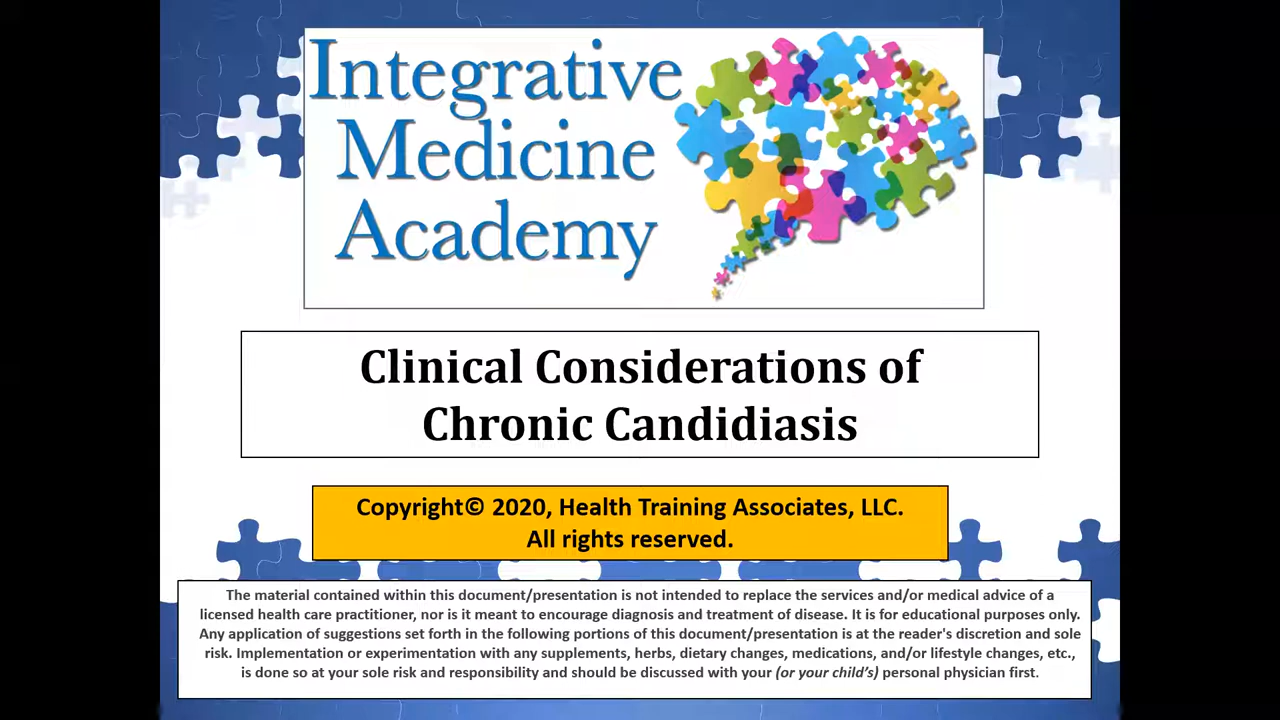 Integrative
Medicine
Academy
Clinical Considerations of
Chronic Candidiasis
Copyright© 2020, Health Training Associates, LLC.
All rights reserved.
The material contained within this document/presentation is not intended to replace the services and/or medical advice of a
licensed health care practitioner, nor is it meant to encourage diagnosis and treatment of disease. It is for educational purposes only.
Any application of suggestions set forth in the following portions of this document/presentation is at the reader's discretion and sole
risk. Implementation or experimentation with any supplements, herbs, dietary changes, medications, and/or lifestyle changes, etc.,
is done so at your sole risk and responsibility and should be discussed with your (or your child's) personal physician first.